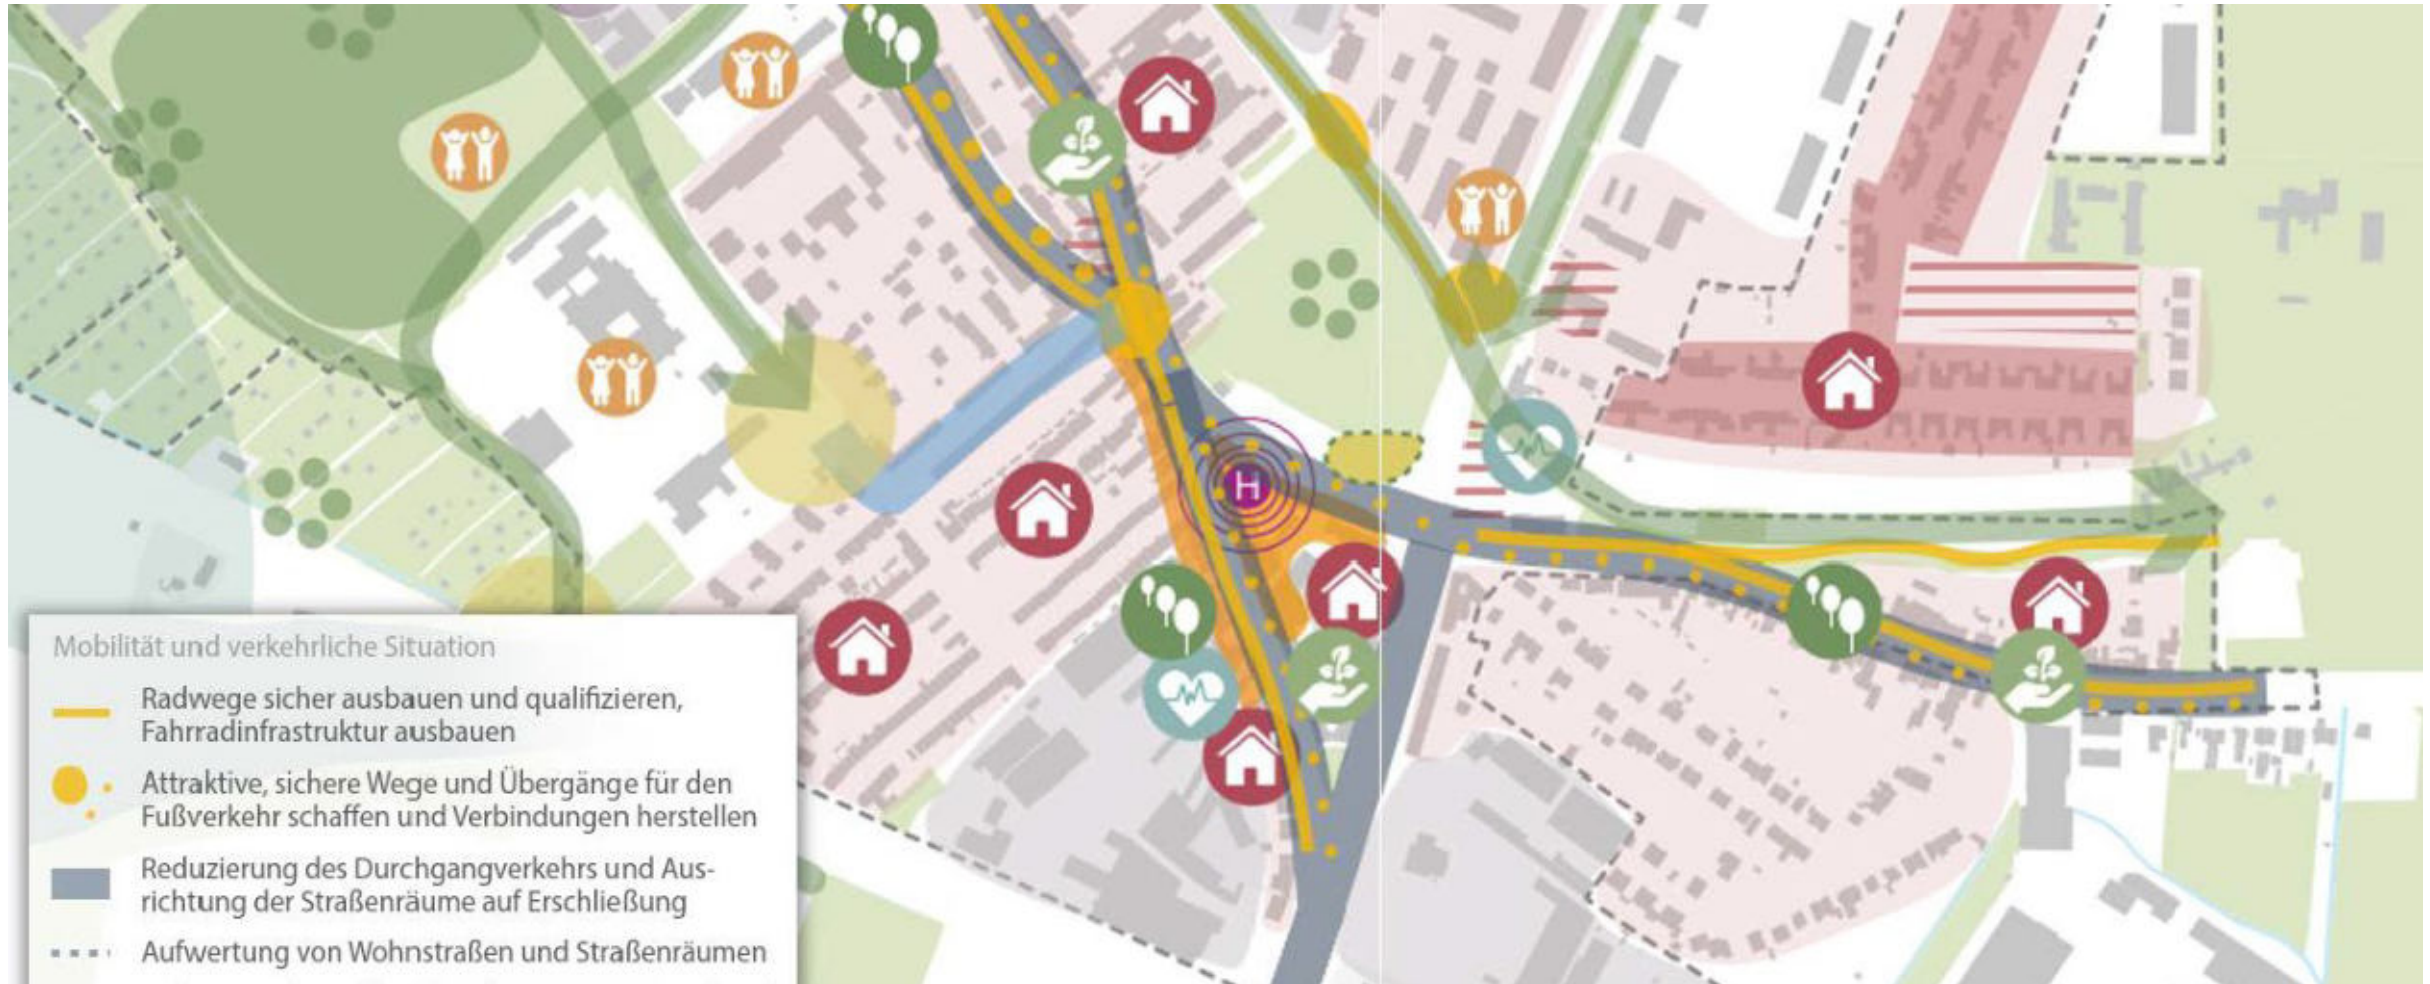 H
Mobilität und verkehrliche Situation
Radwege sicher ausbauen und qualifizieren,
Fahrradinfrastruktur ausbauen
Attraktive, sichere Wege und Übergänge für den
Fußverkehr schaffen und Verbindungen herstellen
Reduzierung des Durchgangverkehrs und Aus-
richtung der Straßenräume auf Erschließung
Aufwertung von Wohnstraßen und Straßenräumen